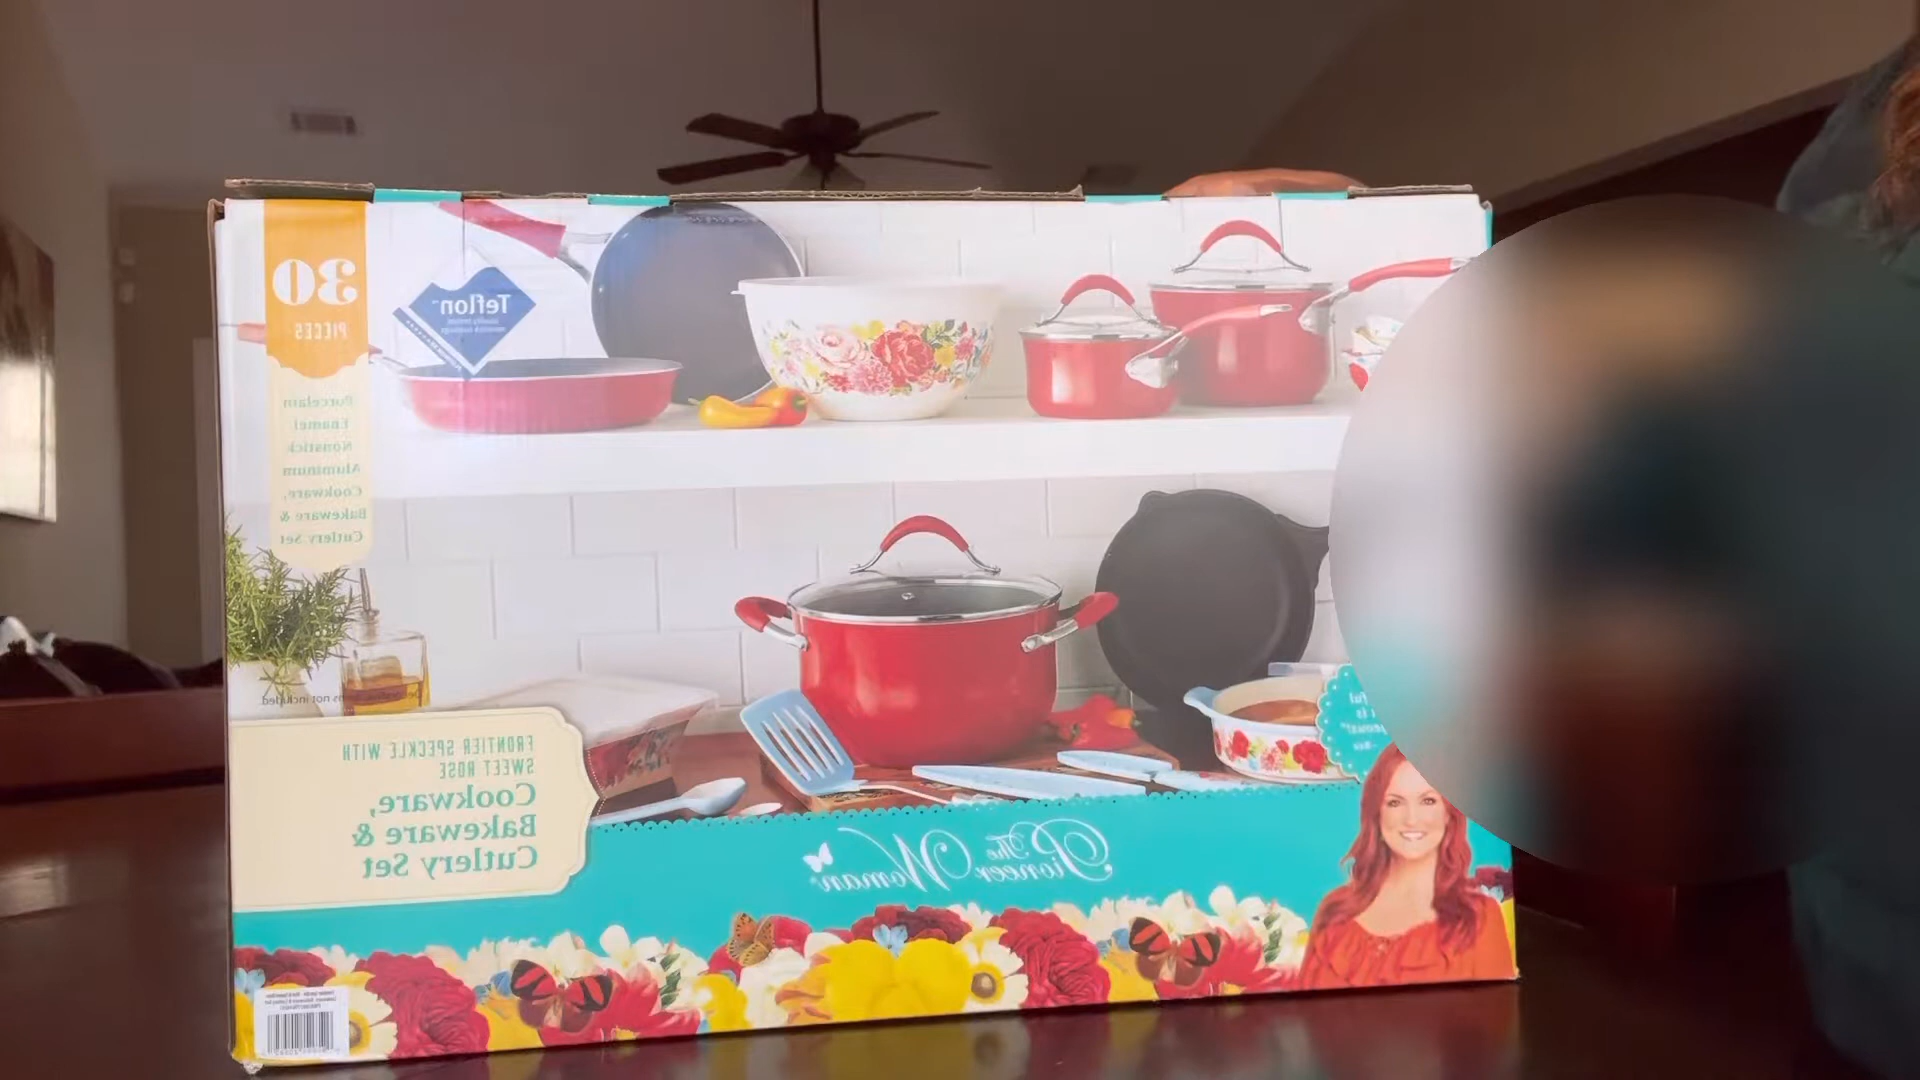 30
PIECES
Porcelain
Enamel
Nonstick
Aluminum
Cookware,
Bakeware &
Cutlery Set
Teflon™
not included.
FRONTIER SPECKLE WITH
SWEET ROSE
Cookware,
Bakeware &
Cutlery Set
The
Pioneer Woman